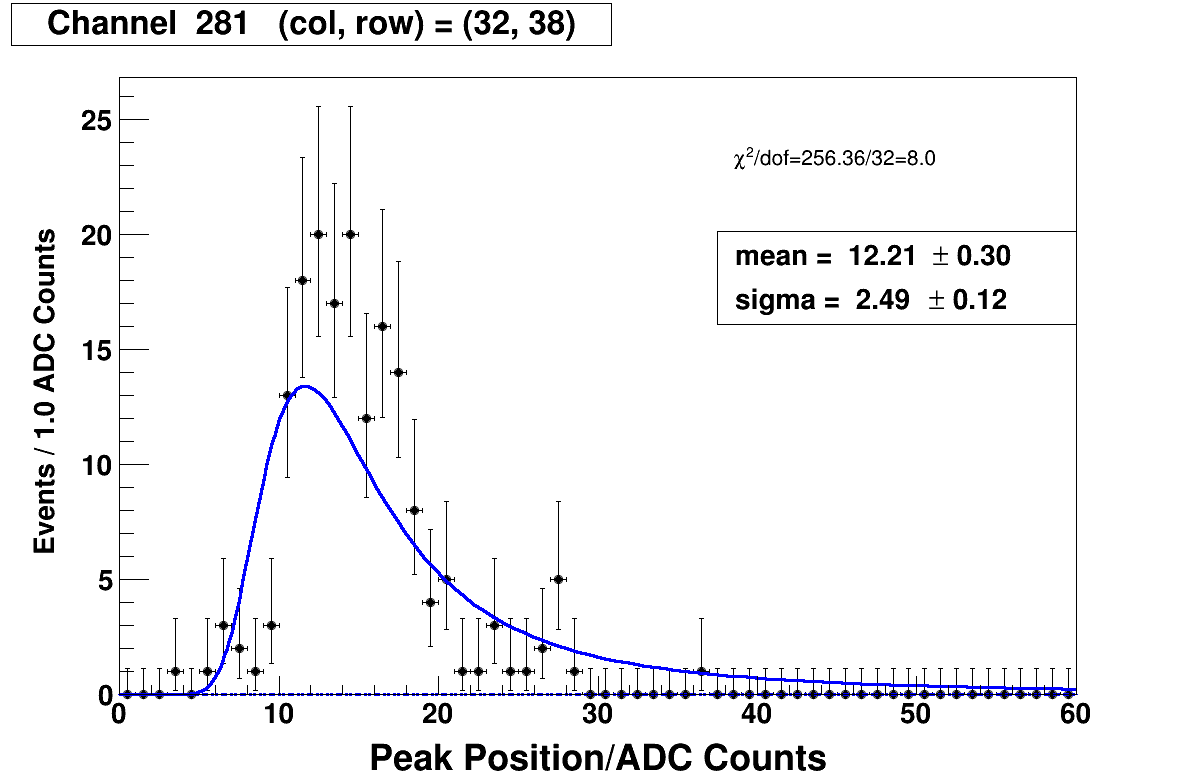 Channel 281 (col, row) = (32, 38)
25
20
15
10
5
0
Events / 1.0 ADC Counts
χ²/dof=256.36/32=8.0
mean = 12.21 ± 0.30
sigma = 2.49 ± 0.12
0 10 20 30 40 50 60
Peak Position/ADC Counts